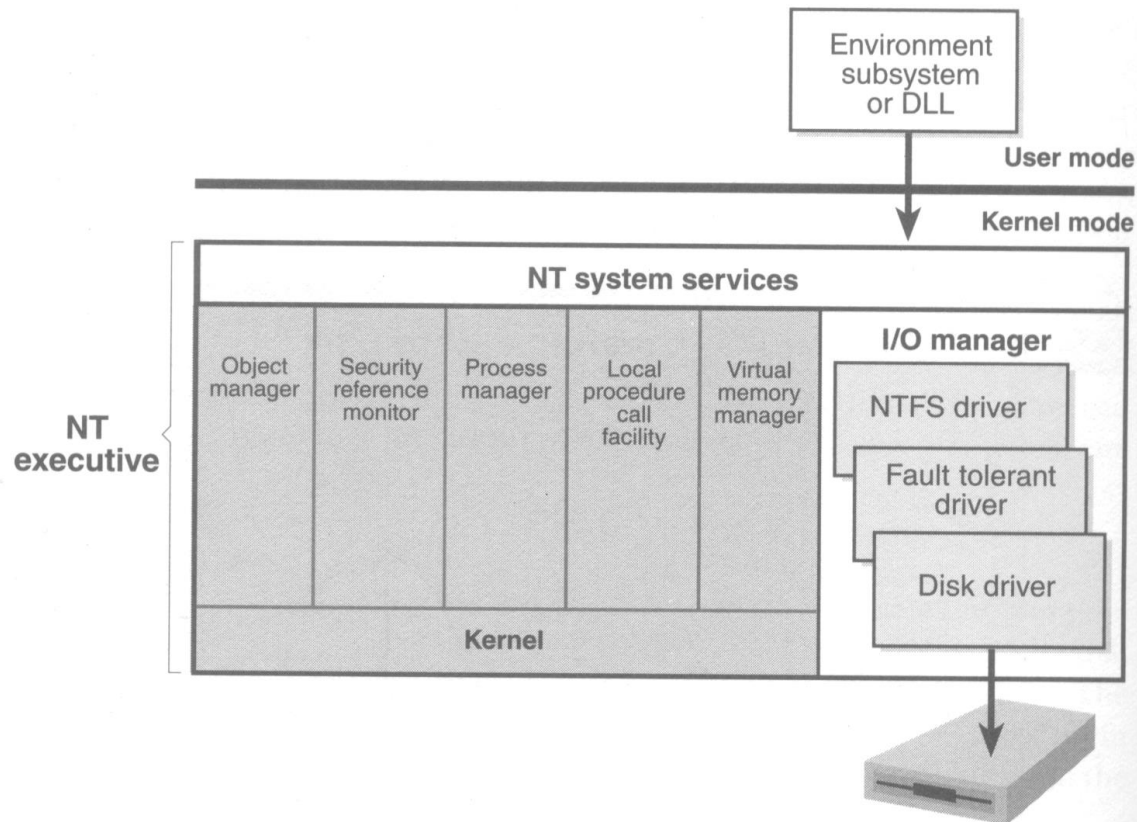 Environment
subsystem
or DLL
User mode
Kernel mode
NT system services
NT
executive
Object
manager
Security
reference
monitor
Process
manager
Local
procedure
call
facility
Virtual
memory
manager
I/O manager
NTFS driver
Fault tolerant
driver
Disk driver
Kernel